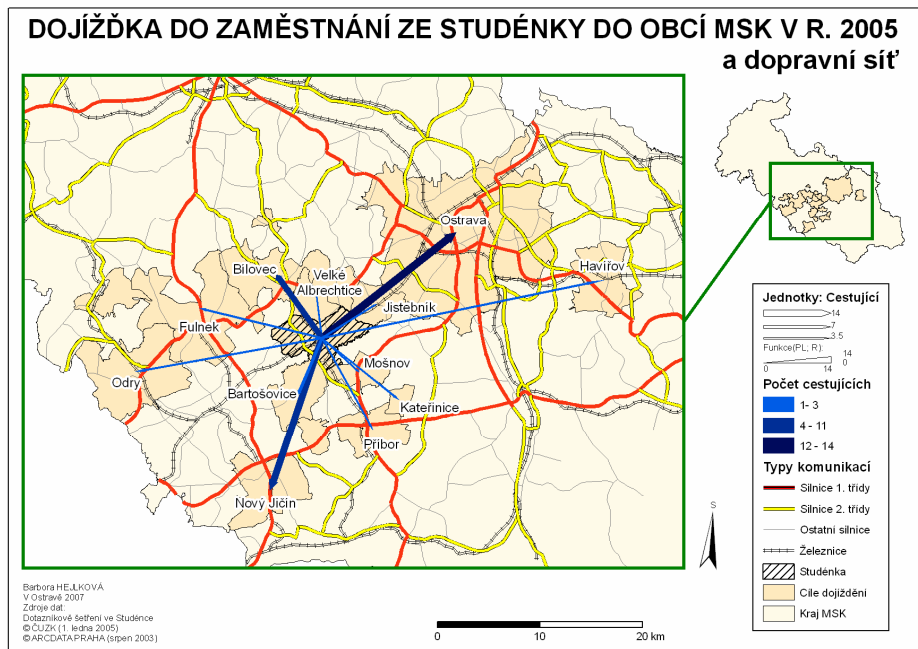 DOJÍŽĎKA DO ZAMĚSTNÁNÍ ZE STUDÉNKY DO OBCÍ MSK V R. 2005
a dopravní síť
Ostrava
Bílovec
Velké
Albrechtice
Havířov
Jistebník
Fulnek
Mošnov
Odry
Bartošovice
Kateřinice
Příbor
Nový Jičín
S
Jednotky: Cestující
14
7
3.5
Funkce(PL; R):
14
0
0
14
Počet cestujících
1- 3
4 - 11
12 - 14
Typy komunikací
Silnice 1. třídy
Silnice 2. třídy
Ostatní silnice
Železnice
Studénka
Cíle dojíždění
Kraj MSK
Barbora HEJLKOVÁ
V Ostravě 2007
Zdroje dat:
Dotazníkové šetření ve Studénce
© ČÚZK (1. ledna 2005)
© ARCDATA PRAHA (srpen 2003)
0 10 20 km